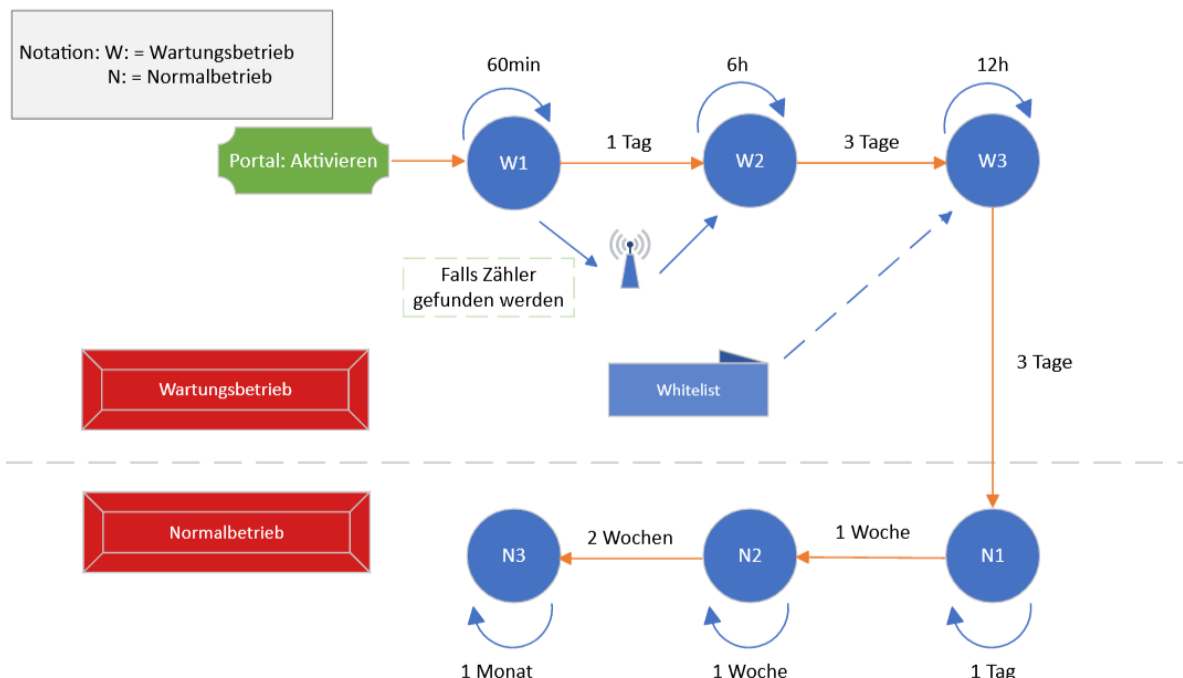 Notation: W: = Wartungsbetrieb
N: = Normalbetrieb
60min
6h
12h
Portal: Aktivieren
W1
1 Tag
W2
3 Tage
W3
Falls Zähler
gefunden werden
Wartungsbetrieb
Whitelist
3 Tage
Normalbetrieb
N3
2 Wochen
N2
1 Woche
N1
1 Monat
1 Woche
1 Tag